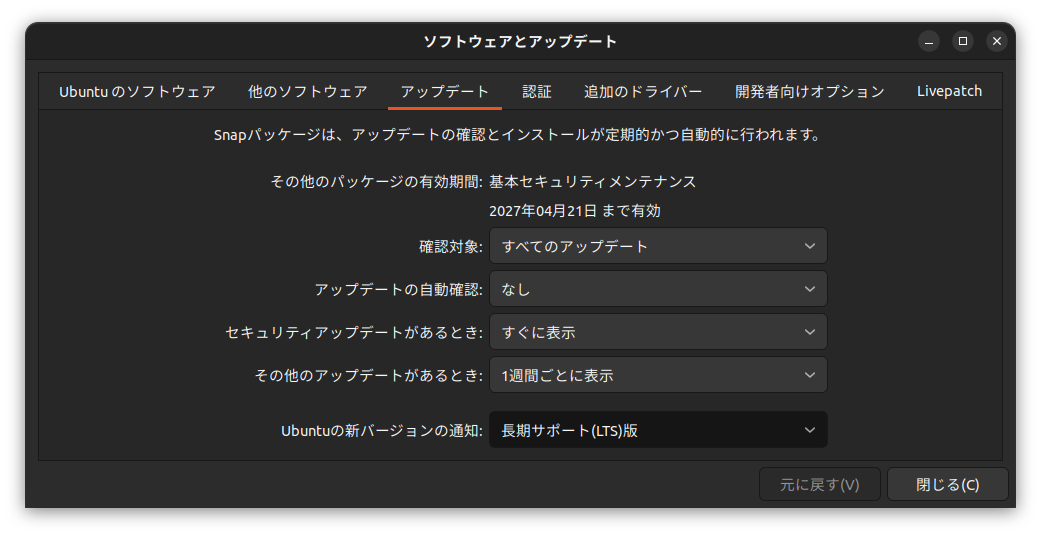 ソフトウェアとアップデート
Ubuntu のソフトウェア 他のソフトウェア アップデート 認証 追加のドライバー 開発者向けオプション Livepatch
Snapパッケージは、アップデートの確認とインストールが定期的かつ自動的に行われます。
その他のパッケージの有効期間: 基本セキュリティメンテナンス
2027年04月21日 まで有効
確認対象: すべてのアップデート
アップデートの自動確認: なし
セキュリティアップデートがあるとき: すぐに表示
その他のアップデートがあるとき: 1週間ごとに表示
Ubuntuの新バージョンの通知: 長期サポート(LTS)版
元に戻す(V) 閉じる(C)